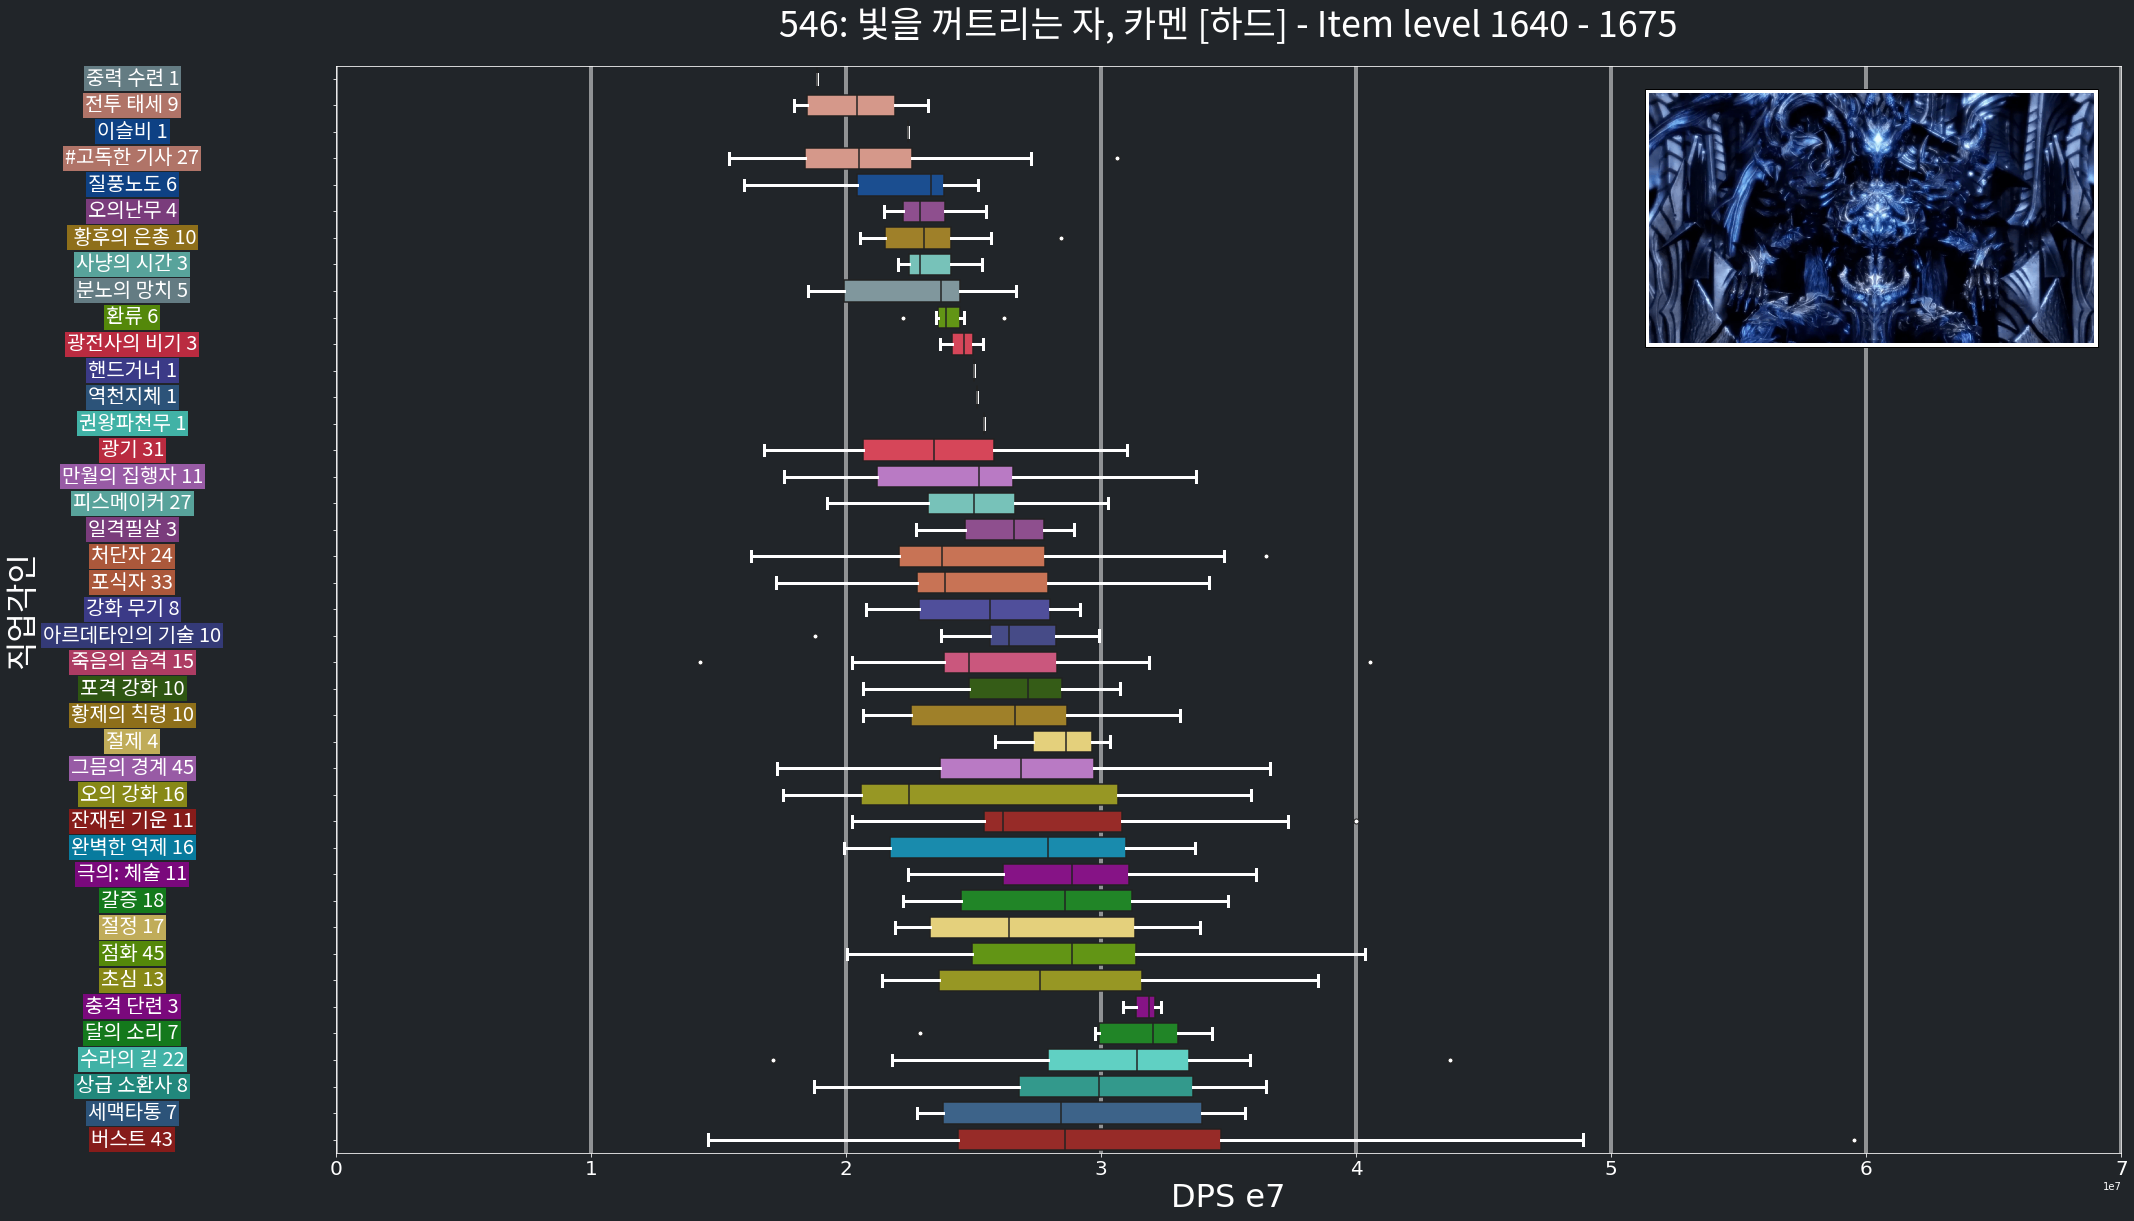 546: 빛을 꺼트리는 자, 카멘 [하드] - Item level 1640 - 1675
중력 수련 1
전투 태세 9
이슬비 1
#고독한 기사 27
질풍노도 6
오의난무 4
황후의 은총 10
사냥의 시간 3
분노의 망치 5
환류 6
광전사의 비기 3
핸드거너 1
역천지체 1
권왕파천무 1
광기 31
만월의 집행자 11
피스메이커 27
일격필살 3
처단자 24
포식자 33
강화 무기 8
아르데타인의 기술 10
죽음의 습격 15
포격 강화 10
황제의 칙령 10
절제 4
그믐의 경계 45
오의 강화 16
잔재된 기운 11
완벽한 억제 16
극의: 체술 11
갈증 18
절정 17
점화 45
초심 13
충격 단련 3
달의 소리 7
수라의 길 22
상급 소환사 8
세맥타통 7
버스트 43
직업각인
0 1 2 3 4 5 6 7
1e7
DPS e7